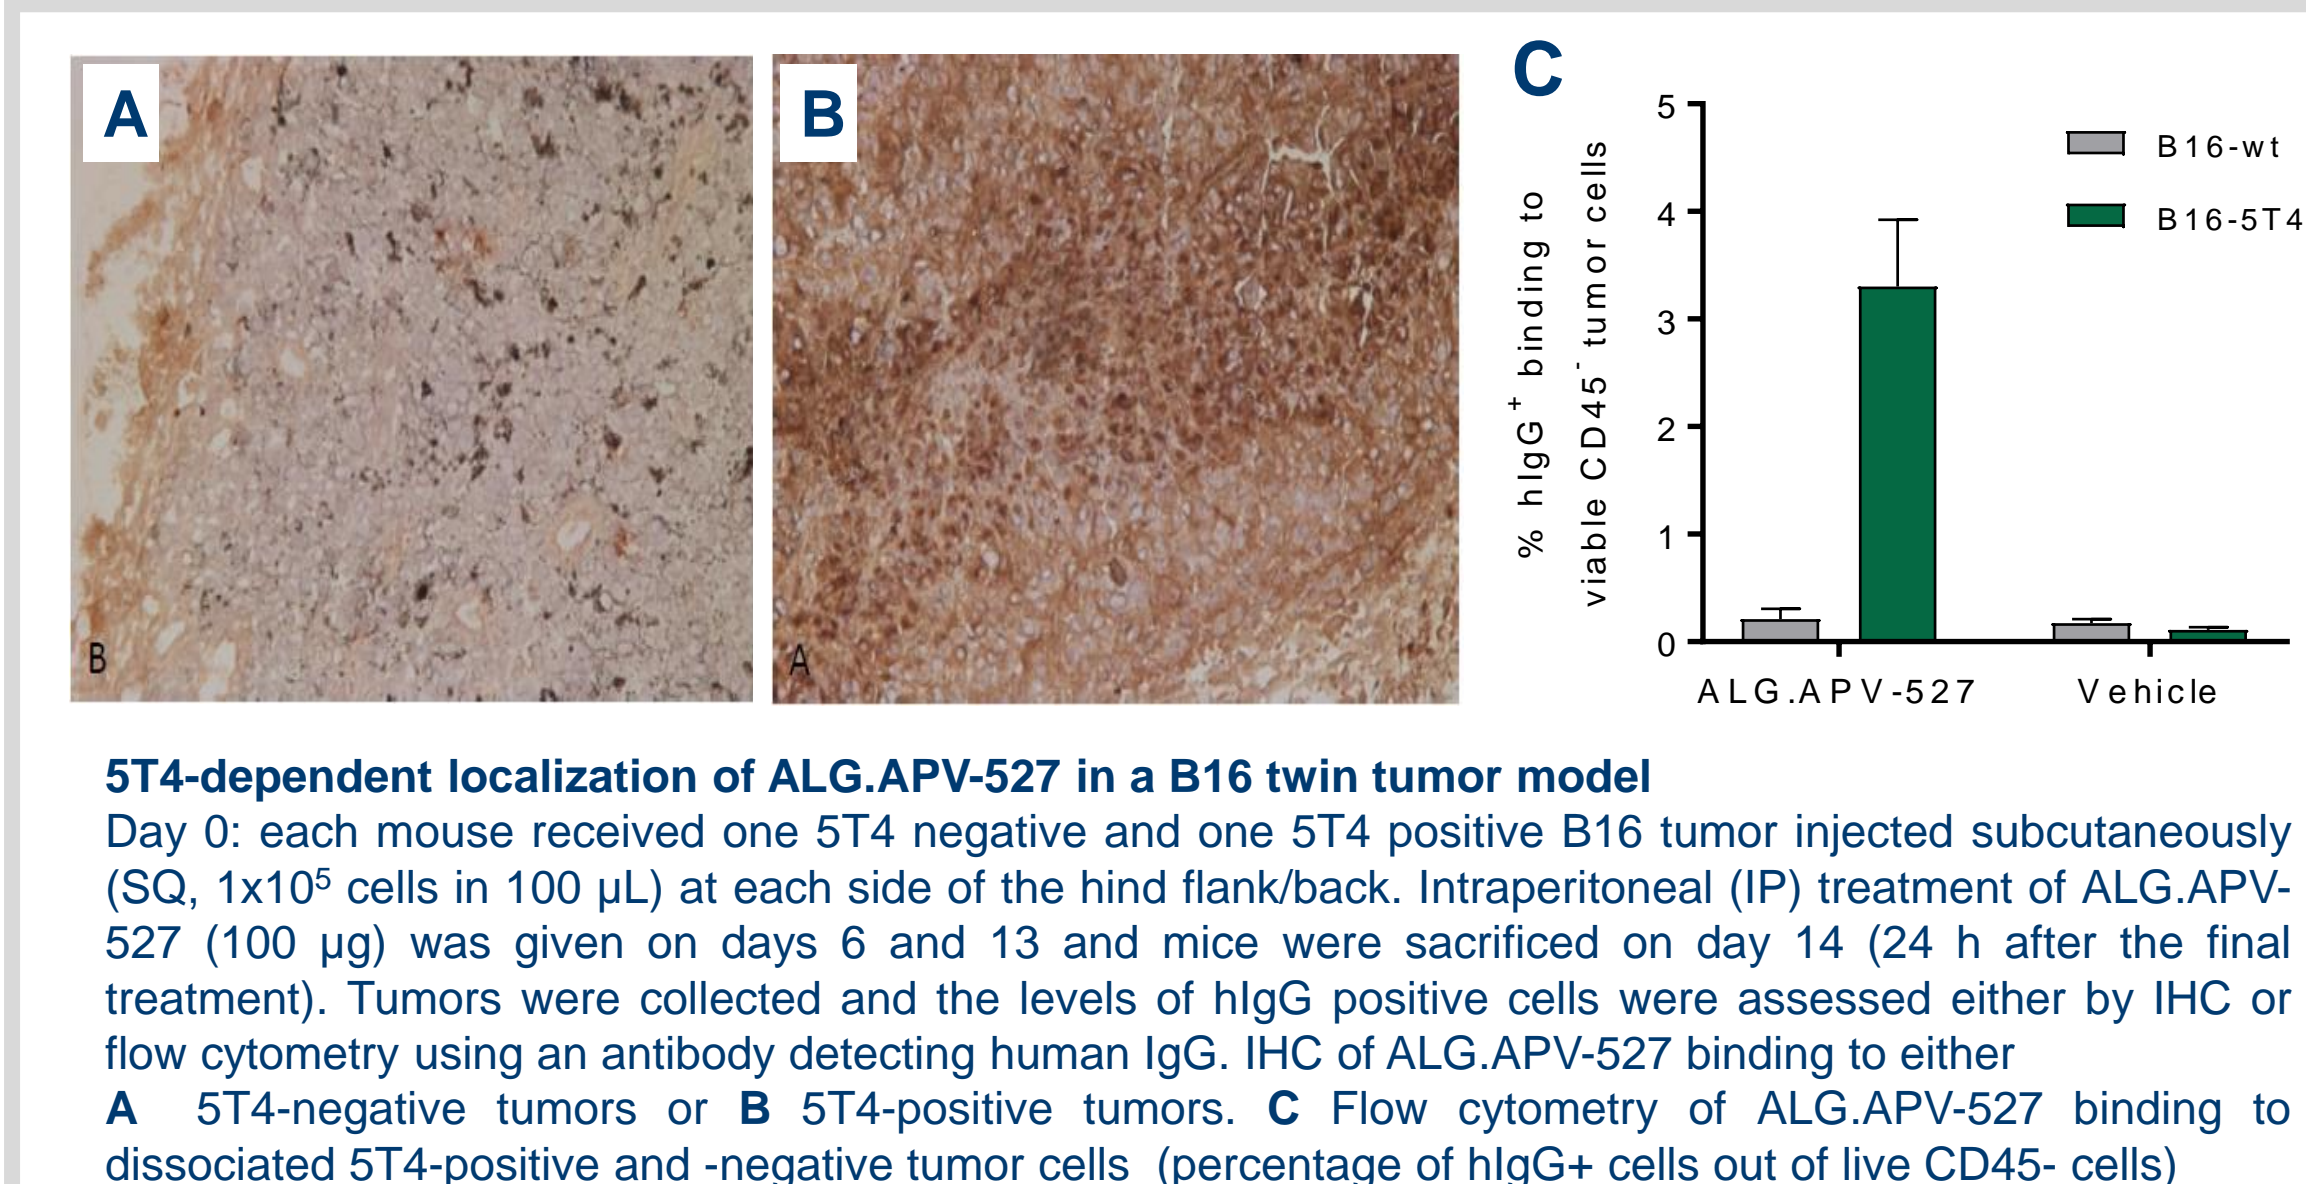 A
B
B
A
C
5
4
3
2
1
0
% hIgG⁺ binding to
viable CD45⁻ tumor cells
B16-wt
B16-5T4
ALG.APV-527
Vehicle
5T4-dependent localization of ALG.APV-527 in a B16 twin tumor model
Day 0: each mouse received one 5T4 negative and one 5T4 positive B16 tumor injected subcutaneously
(SQ, 1x10⁵ cells in 100 µL) at each side of the hind flank/back. Intraperitoneal (IP) treatment of ALG.APV-
527 (100 µg) was given on days 6 and 13 and mice were sacrificed on day 14 (24 h after the final
treatment). Tumors were collected and the levels of hIgG positive cells were assessed either by IHC or
flow cytometry using an antibody detecting human IgG. IHC of ALG.APV-527 binding to either
A 5T4-negative tumors or B 5T4-positive tumors. C Flow cytometry of ALG.APV-527 binding to
dissociated 5T4-positive and -negative tumor cells (percentage of hIgG+ cells out of live CD45- cells)